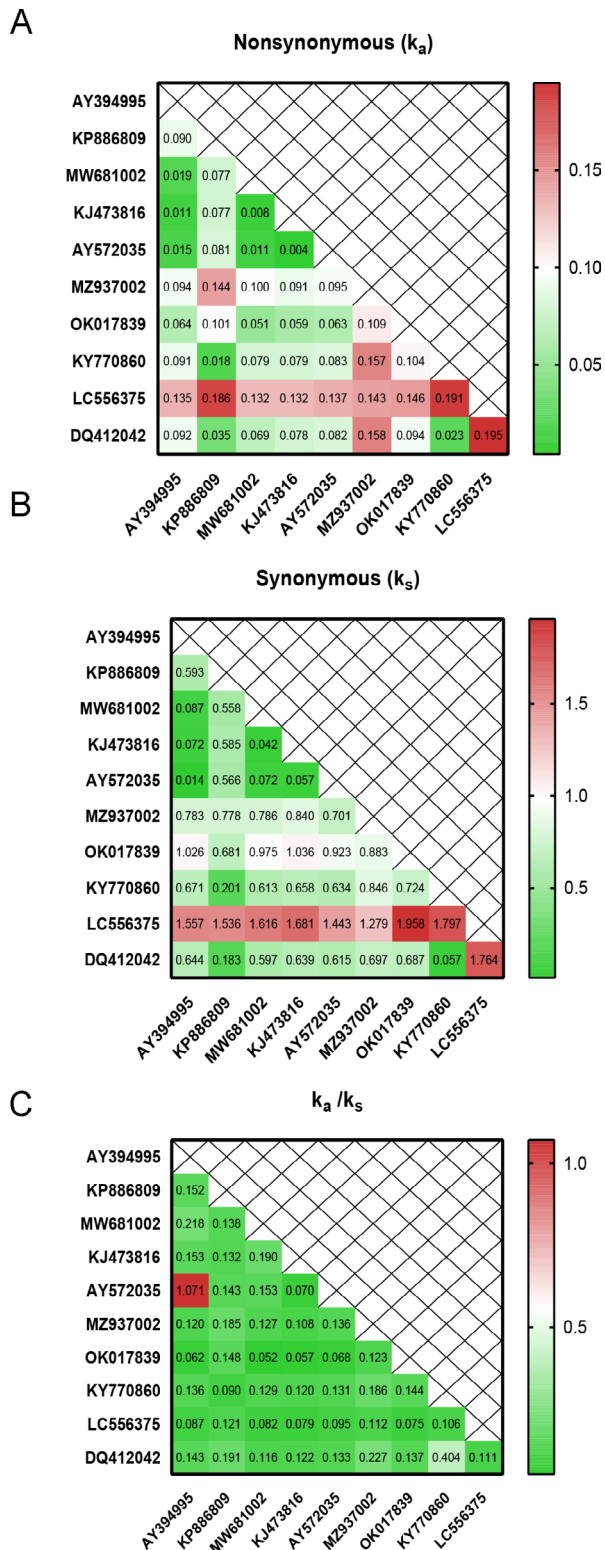 A
Nonsynonymous (ka)
AY394995
KP886809 0.090
MW681002 0.019 0.077
KJ473816 0.011 0.077 0.008
AY572035 0.015 0.081 0.011 0.004
MZ937002 0.094 0.144 0.100 0.091 0.095
OK017839 0.064 0.101 0.051 0.059 0.063 0.109
KY770860 0.091 0.018 0.079 0.079 0.083 0.157 0.104
LC556375 0.135 0.186 0.132 0.132 0.137 0.143 0.146 0.191
DQ412042 0.092 0.035 0.069 0.078 0.082 0.158 0.094 0.023 0.195
AY394995 KP886809 MW681002 KJ473816 AY572035 MZ937002 OK017839 KY770860 LC556375
0.15
0.10
0.05
B
Synonymous (ks)
AY394995
KP886809 0.593
MW681002 0.087 0.558
KJ473816 0.072 0.585 0.042
AY572035 0.014 0.566 0.072 0.057
MZ937002 0.783 0.778 0.786 0.840 0.701
OK017839 1.026 0.681 0.975 1.036 0.923 0.883
KY770860 0.671 0.201 0.613 0.658 0.634 0.846 0.724
LC556375 1.557 1.536 1.616 1.681 1.443 1.279 1.958 1.797
DQ412042 0.644 0.183 0.597 0.639 0.615 0.697 0.687 0.057 1.764
AY394995 KP886809 MW681002 KJ473816 AY572035 MZ937002 OK017839 KY770860 LC556375
1.5
1.0
0.5
C
ka /ks
AY394995
KP886809 0.152
MW681002 0.218 0.138
KJ473816 0.153 0.132 0.190
AY572035 1.071 0.143 0.153 0.070
MZ937002 0.120 0.185 0.127 0.108 0.136
OK017839 0.062 0.148 0.052 0.057 0.068 0.123
KY770860 0.136 0.090 0.129 0.120 0.131 0.186 0.144
LC556375 0.087 0.121 0.082 0.079 0.095 0.112 0.075 0.106
DQ412042 0.143 0.191 0.116 0.122 0.133 0.227 0.137 0.404 0.111
AY394995 KP886809 MW681002 KJ473816 AY572035 MZ937002 OK017839 KY770860 LC556375
1.0
0.5